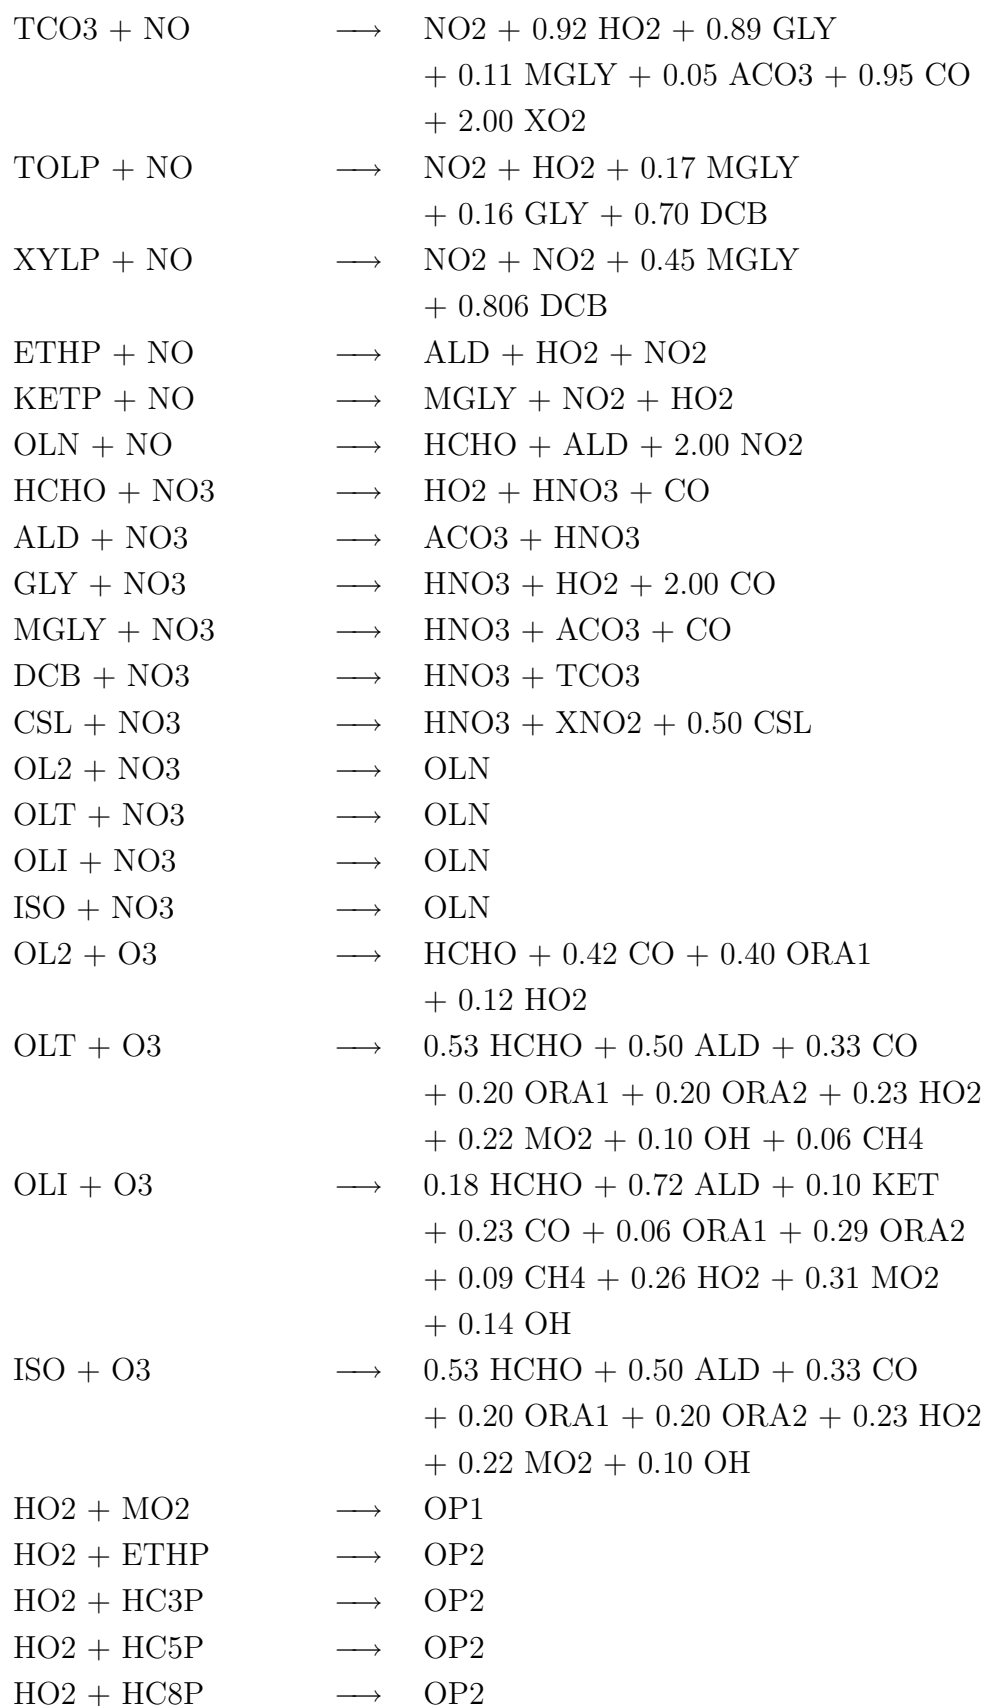 TCO3 + NO ⟶ NO2 + 0.92 HO2 + 0.89 GLY
+ 0.11 MGLY + 0.05 ACO3 + 0.95 CO
+ 2.00 XO2
TOLP + NO ⟶ NO2 + HO2 + 0.17 MGLY
+ 0.16 GLY + 0.70 DCB
XYLP + NO ⟶ NO2 + NO2 + 0.45 MGLY
+ 0.806 DCB
ETHP + NO ⟶ ALD + HO2 + NO2
KETP + NO ⟶ MGLY + NO2 + HO2
OLN + NO ⟶ HCHO + ALD + 2.00 NO2
HCHO + NO3 ⟶ HO2 + HNO3 + CO
ALD + NO3 ⟶ ACO3 + HNO3
GLY + NO3 ⟶ HNO3 + HO2 + 2.00 CO
MGLY + NO3 ⟶ HNO3 + ACO3 + CO
DCB + NO3 ⟶ HNO3 + TCO3
CSL + NO3 ⟶ HNO3 + XNO2 + 0.50 CSL
OL2 + NO3 ⟶ OLN
OLT + NO3 ⟶ OLN
OLI + NO3 ⟶ OLN
ISO + NO3 ⟶ OLN
OL2 + O3 ⟶ HCHO + 0.42 CO + 0.40 ORA1
+ 0.12 HO2
OLT + O3 ⟶ 0.53 HCHO + 0.50 ALD + 0.33 CO
+ 0.20 ORA1 + 0.20 ORA2 + 0.23 HO2
+ 0.22 MO2 + 0.10 OH + 0.06 CH4
OLI + O3 ⟶ 0.18 HCHO + 0.72 ALD + 0.10 KET
+ 0.23 CO + 0.06 ORA1 + 0.29 ORA2
+ 0.09 CH4 + 0.26 HO2 + 0.31 MO2
+ 0.14 OH
ISO + O3 ⟶ 0.53 HCHO + 0.50 ALD + 0.33 CO
+ 0.20 ORA1 + 0.20 ORA2 + 0.23 HO2
+ 0.22 MO2 + 0.10 OH
HO2 + MO2 ⟶ OP1
HO2 + ETHP ⟶ OP2
HO2 + HC3P ⟶ OP2
HO2 + HC5P ⟶ OP2
HO2 + HC8P ⟶ OP2